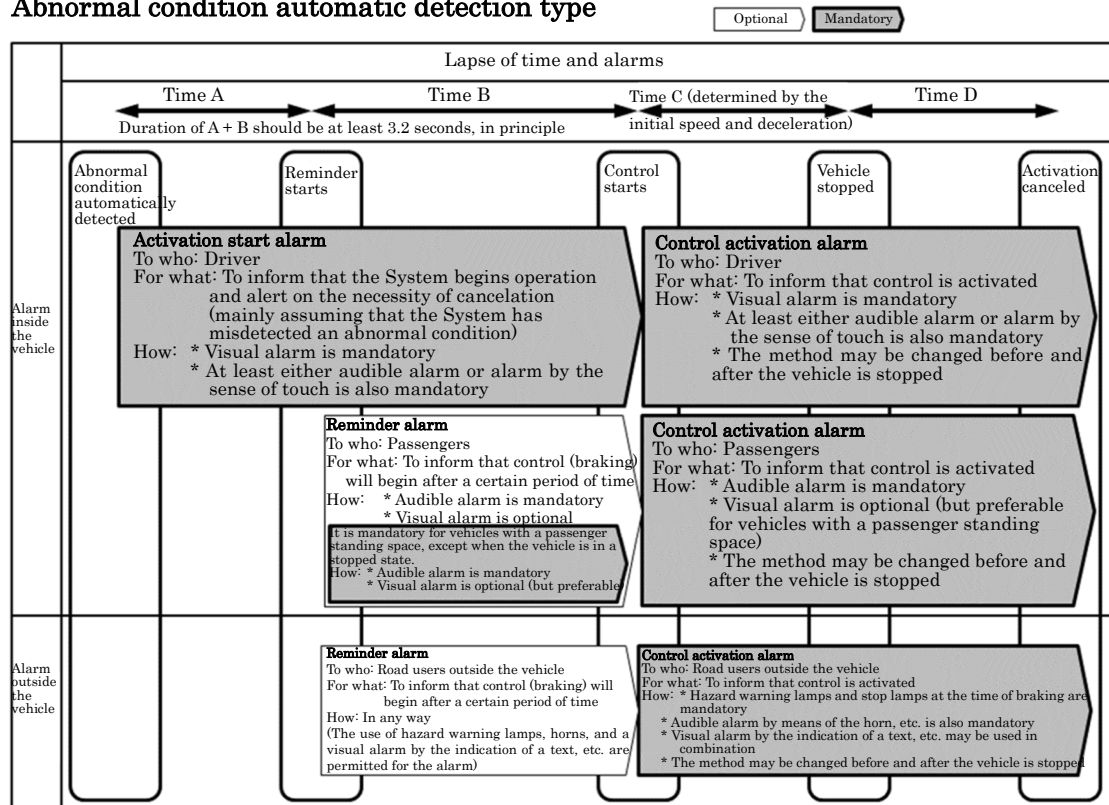 Abnormal condition automatic detection type
Optional
Mandatory
Lapse of time and alarms
Time A
Time B
Time C (determined by the
initial speed and deceleration)
Time D
Duration of A + B should be at least 3.2 seconds, in principle
Abnormal
condition
automatically
detected
Reminder
starts
Control
starts
Vehicle
stopped
Activation
canceled
Alarm
inside
the
vehicle
Activation start alarm
To who: Driver
For what: To inform that the System begins operation
and alert on the necessity of cancelation
(mainly assuming that the System has
misdetected an abnormal condition)
How: * Visual alarm is mandatory
* At least either audible alarm or alarm by the
sense of touch is also mandatory
Control activation alarm
To who: Driver
For what: To inform that control is activated
How: * Visual alarm is mandatory
* At least either audible alarm or alarm by
the sense of touch is also mandatory
* The method may be changed before and
after the vehicle is stopped
Reminder alarm
To who: Passengers
For what: To inform that control (braking)
will begin after a certain period of time
How: * Audible alarm is mandatory
* Visual alarm is optional
It is mandatory for vehicles with a passenger
standing space, except when the vehicle is in a
stopped state.
How: * Audible alarm is mandatory
* Visual alarm is optional (but preferable
Control activation alarm
To who: Passengers
For what: To inform that control is activated
How: * Audible alarm is mandatory
* Visual alarm is optional (but preferable
for vehicles with a passenger standing
space)
* The method may be changed before and
after the vehicle is stopped
Alarm
outside
the
vehicle
Reminder alarm
To who: Road users outside the vehicle
For what: To inform that control (braking) will
begin after a certain period of time
How: In any way
(The use of hazard warning lamps, horns, and a
visual alarm by the indication of a text, etc. are
permitted for the alarm)
Control activation alarm
To who: Road users outside the vehicle
For what: To inform that control is activated
How: * Hazard warning lamps and stop lamps at the time of braking are
mandatory
* Audible alarm by means of the horn, etc. is also mandatory
* Visual alarm by the indication of a text, etc. may be used in
combination
* The method may be changed before and after the vehicle is stopped